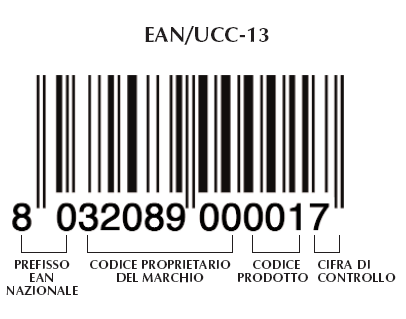 EAN/UCC-13
8 032089 000017
PREFISSO EAN NAZIONALE
CODICE PROPRIETARIO DEL MARCHIO
CODICE PRODOTTO
CIFRA DI CONTROLLO